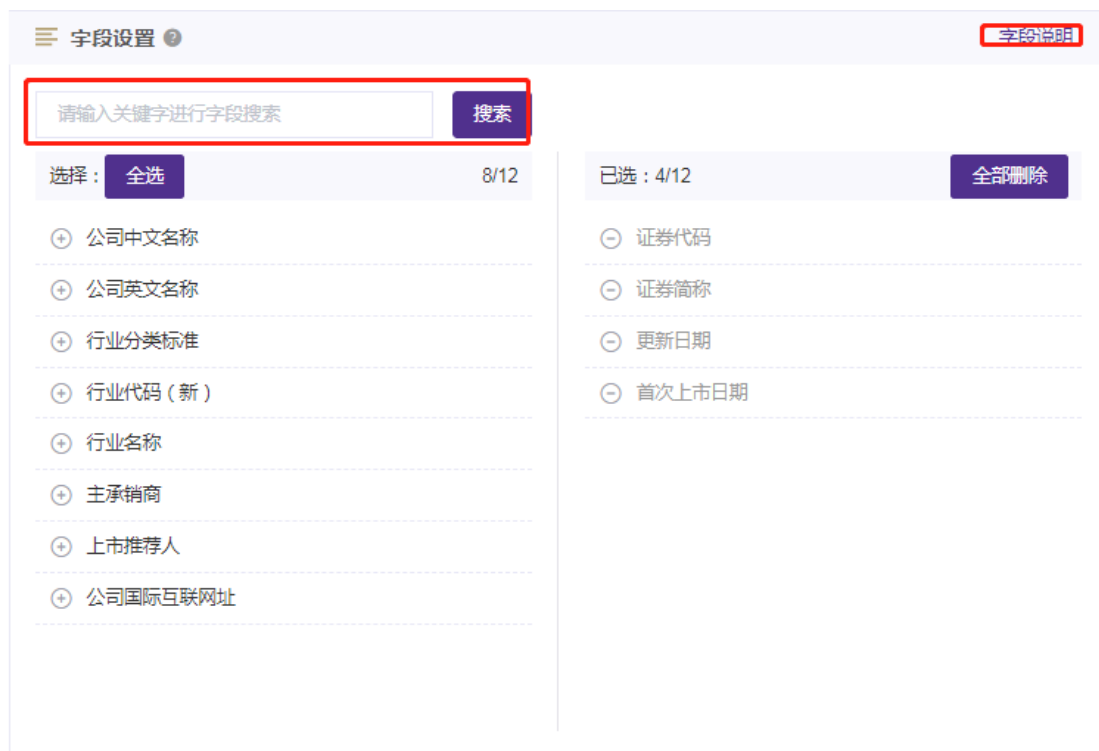 字段设置 ?
字段说明
请输入关键字进行字段搜索 搜索
选择： 全选 8/12
公司中文名称
公司英文名称
行业分类标准
行业代码（新）
行业名称
主承销商
上市推荐人
公司国际互联网址
已选：4/12 全部删除
证券代码
证券简称
更新日期
首次上市日期